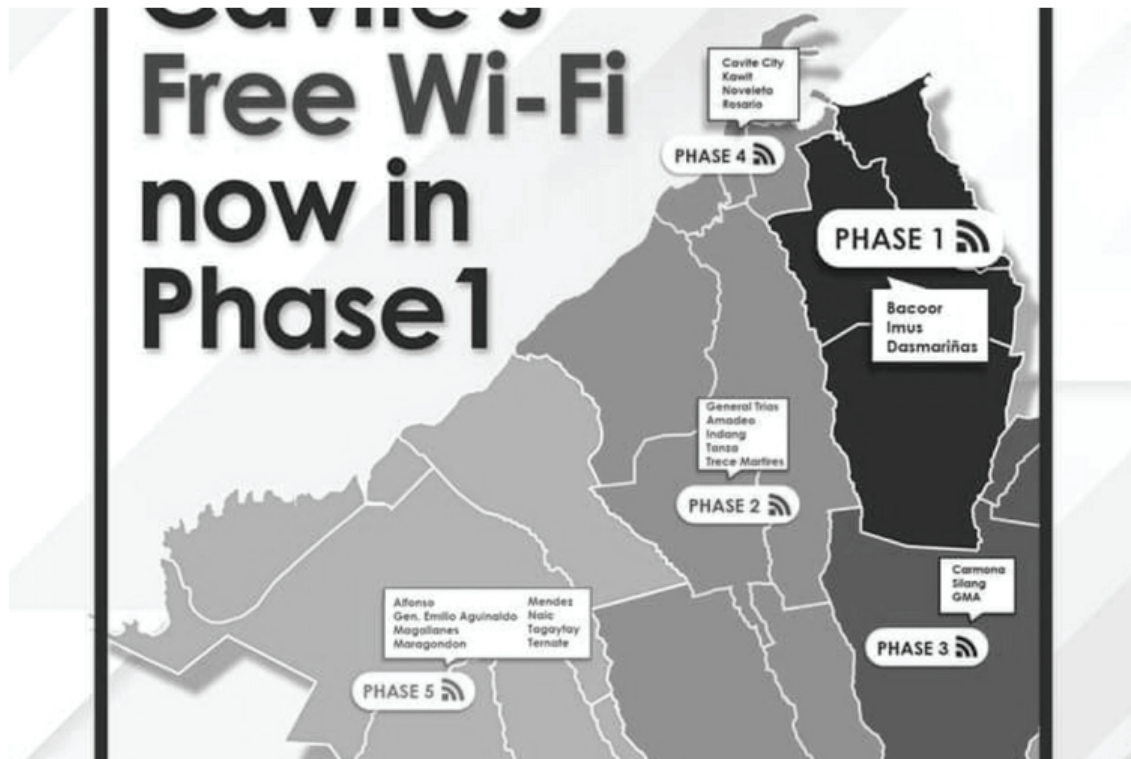 Cavite's
Free Wi-Fi
now in
Phase1
Cavite City
Kawit
Noveleta
Rosario
PHASE 4
PHASE 1
Bacoor
Imus
Dasmariñas
General Trias
Amadeo
Indang
Tanza
Trece Martires
PHASE 2
Carmona
Silang
GMA
PHASE 3
Alfonso
Gen. Emilio Aguinaldo
Magallanes
Maragondon
Mendez
Naic
Tagaytay
Ternate
PHASE 5